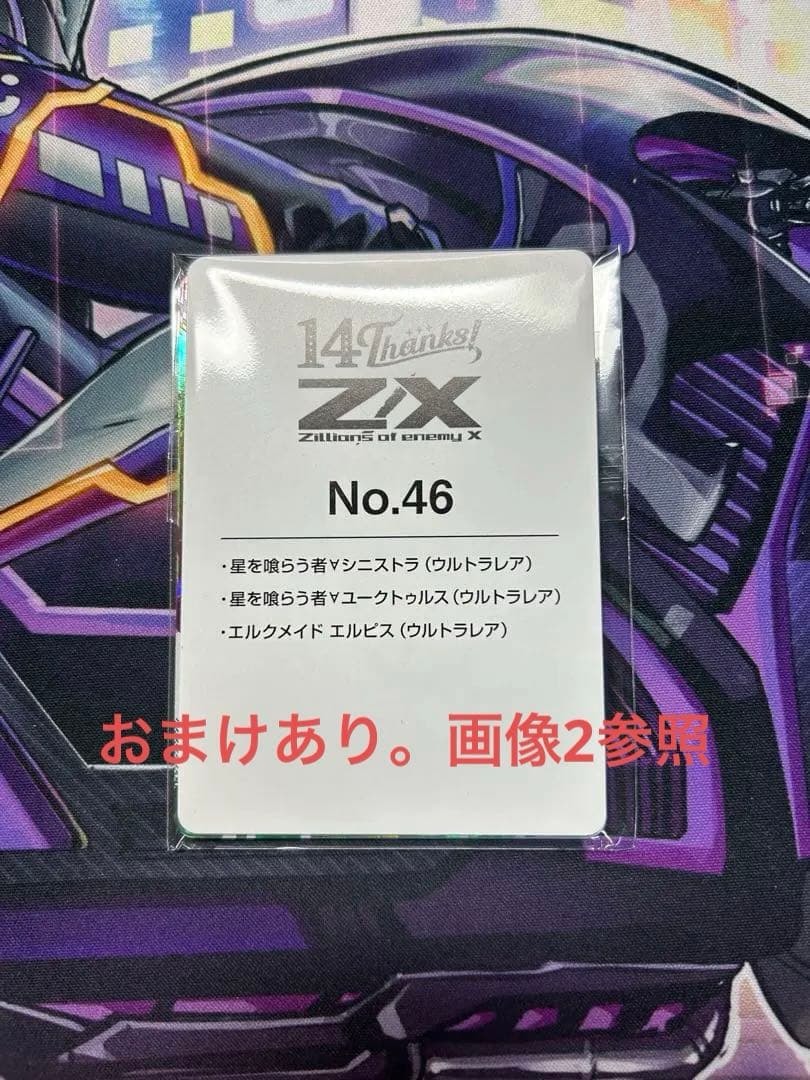 14 Thanks!
Z/X
Zillions of enemy X
No.46
・星を喰らう者∀シニストラ（ウルトラレア）
・星を喰らう者∀ユークトゥルス（ウルトラレア）
・エルクメイド エルピス（ウルトラレア）
おまけあり。画像2参照